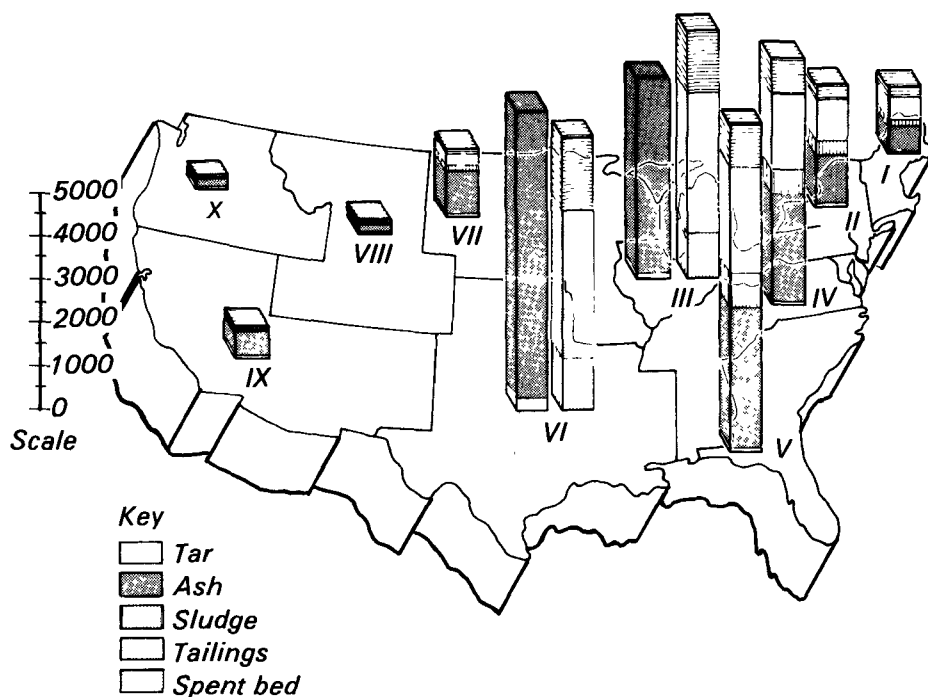 5000
4000
3000
2000
1000
0
Scale
X
VIII
VII
IX
VI
III
V
IV
II
I
Key
Tar
Ash
Sludge
Tailings
Spent bed